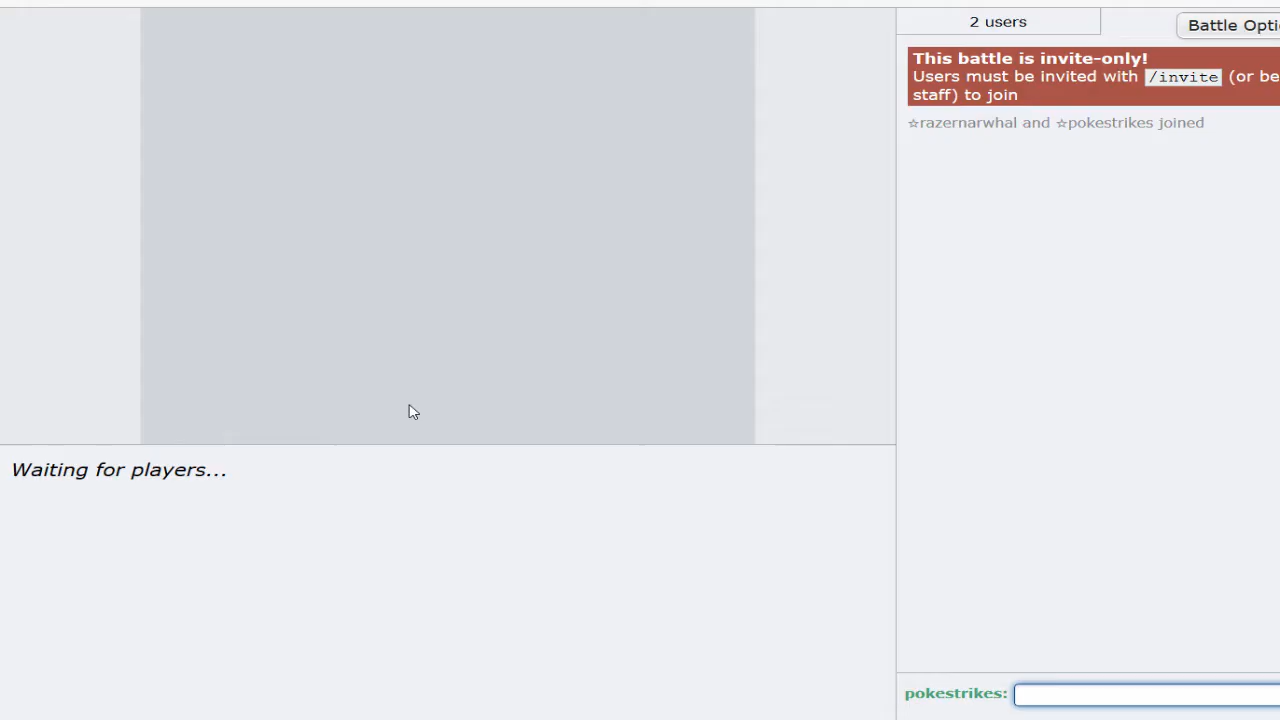 2 users
Battle Opti
This battle is invite-only!
Users must be invited with /invite (or be
staff) to join
☆razernarwhal and ☆pokestrikes joined
Waiting for players...
pokestrikes: